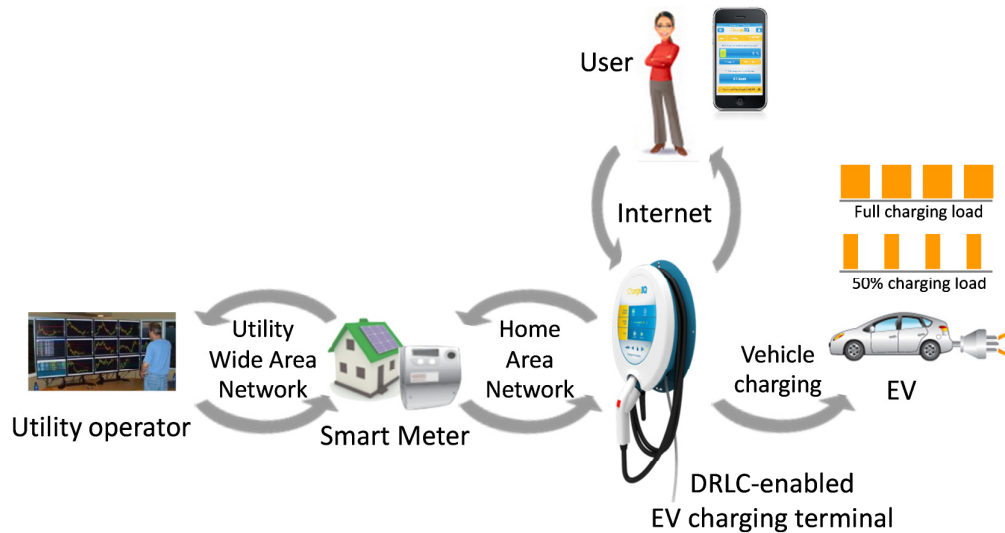 User
Internet
Full charging load
50% charging load
ChargeIQ
Utility
Wide Area
Network
Home
Area
Network
Vehicle
charging
EV
Utility operator
Smart Meter
DRLC-enabled
EV charging terminal